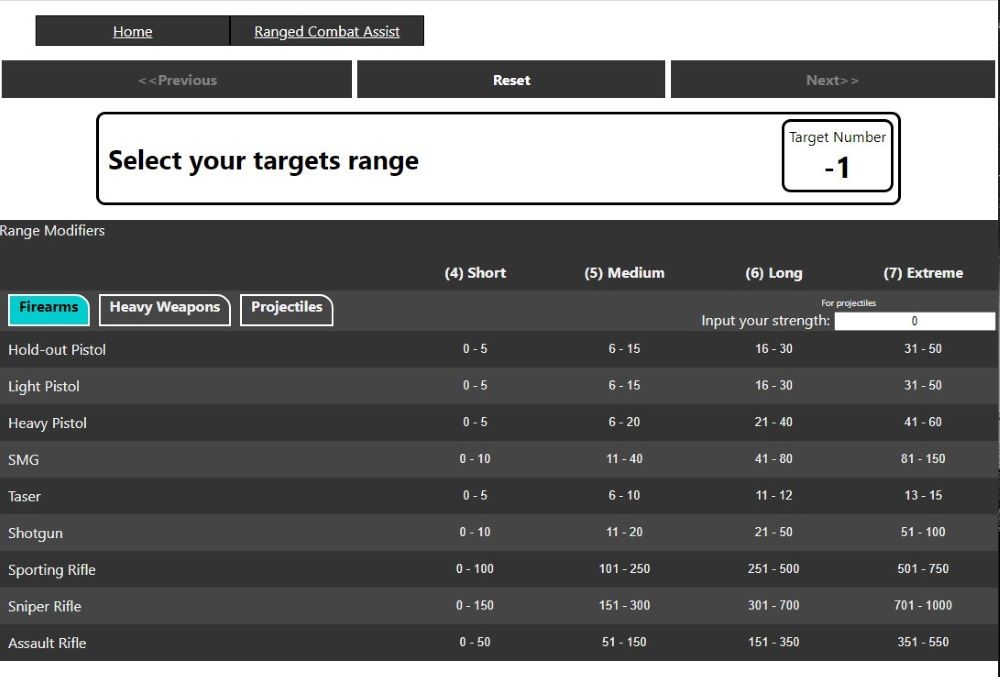 Home Ranged Combat Assist
<<Previous Reset Next>>
Target Number
Select your targets range
-1
Range Modifiers
(4) Short (5) Medium (6) Long (7) Extreme
Firearms Heavy Weapons Projectiles
For projectiles
Input your strength: 0
Hold-out Pistol 0 - 5 6 - 15 16 - 30 31 - 50
Light Pistol 0 - 5 6 - 15 16 - 30 31 - 50
Heavy Pistol 0 - 5 6 - 20 21 - 40 41 - 60
SMG 0 - 10 11 - 40 41 - 80 81 - 150
Taser 0 - 5 6 - 10 11 - 12 13 - 15
Shotgun 0 - 10 11 - 20 21 - 50 51 - 100
Sporting Rifle 0 - 100 101 - 250 251 - 500 501 - 750
Sniper Rifle 0 - 150 151 - 300 301 - 700 701 - 1000
Assault Rifle 0 - 50 51 - 150 151 - 350 351 - 550